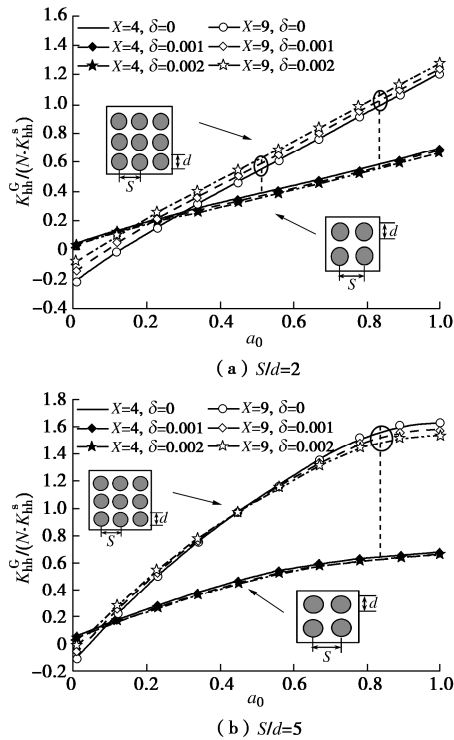 1.6
1.4
1.2
1.0
0.8
0.6
0.4
0.2
0
−0.2
−0.4
X=4, δ=0
X=9, δ=0
X=4, δ=0.001
X=9, δ=0.001
X=4, δ=0.002
X=9, δ=0.002
K_hh^G/(N·K_hh^s)
S
d
S
d
0
0.2
0.4
0.6
0.8
1.0
a₀
(a) S/d=2
1.8
1.6
1.4
1.2
1.0
0.8
0.6
0.4
0.2
0
−0.2
X=4, δ=0
X=9, δ=0
X=4, δ=0.001
X=9, δ=0.001
X=4, δ=0.002
X=9, δ=0.002
K_hh^G/(N·K_hh^s)
S
d
S
d
0
0.2
0.4
0.6
0.8
1.0
a₀
(b) S/d=5